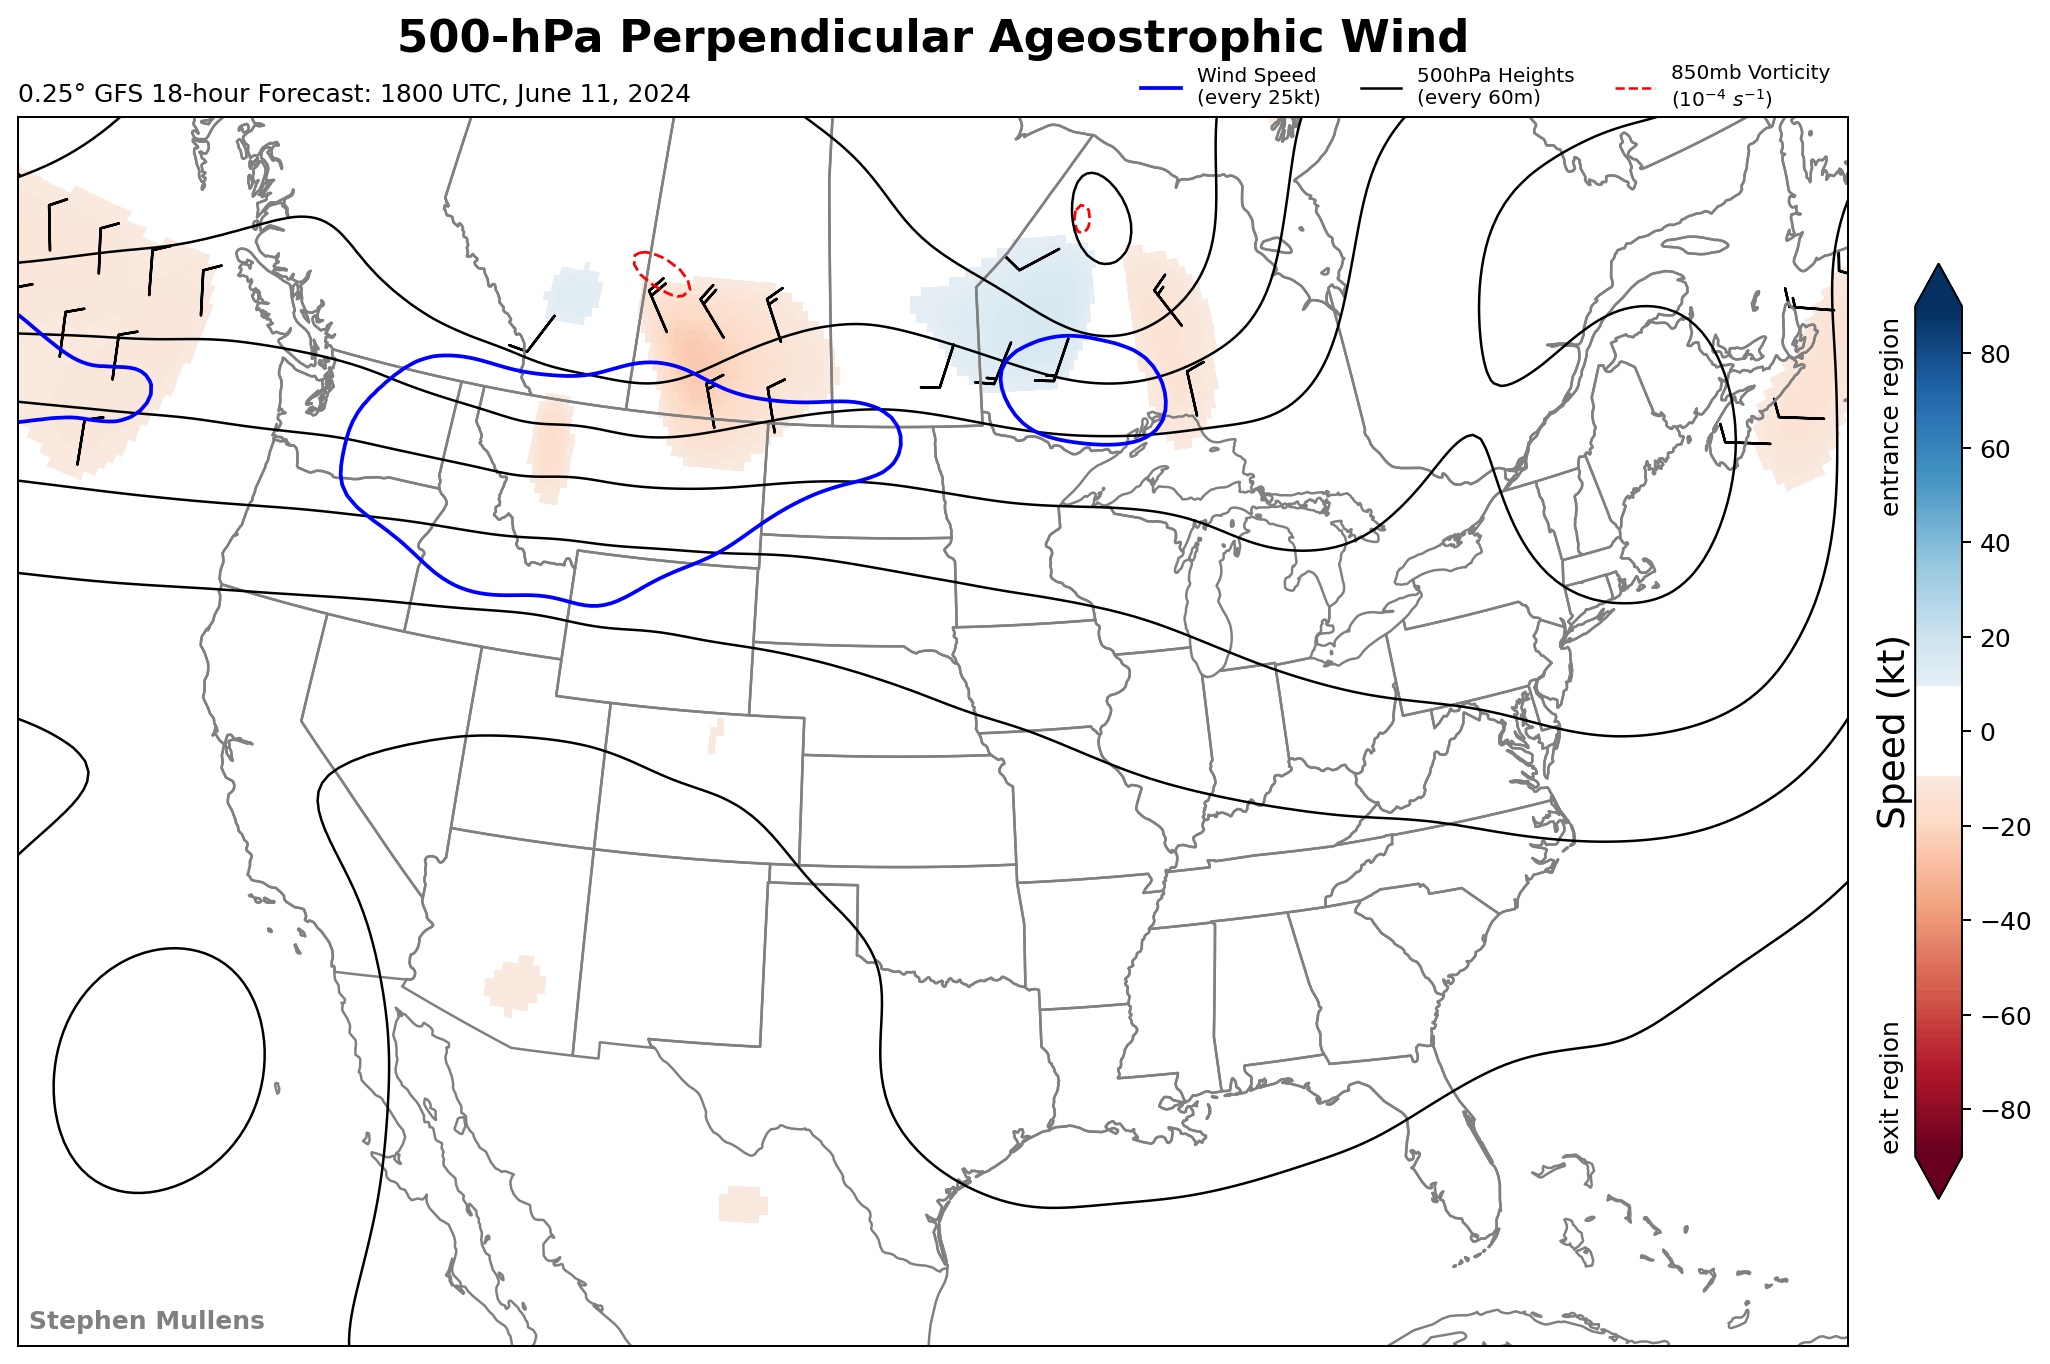 500-hPa Perpendicular Ageostrophic Wind
0.25° GFS 18-hour Forecast: 1800 UTC, June 11, 2024
Wind Speed
(every 25kt)
500hPa Heights
(every 60m)
850mb Vorticity
(10⁻⁴ s⁻¹)
entrance region
Speed (kt)
exit region
80
60
40
20
0
−20
−40
−60
−80
Stephen Mullens